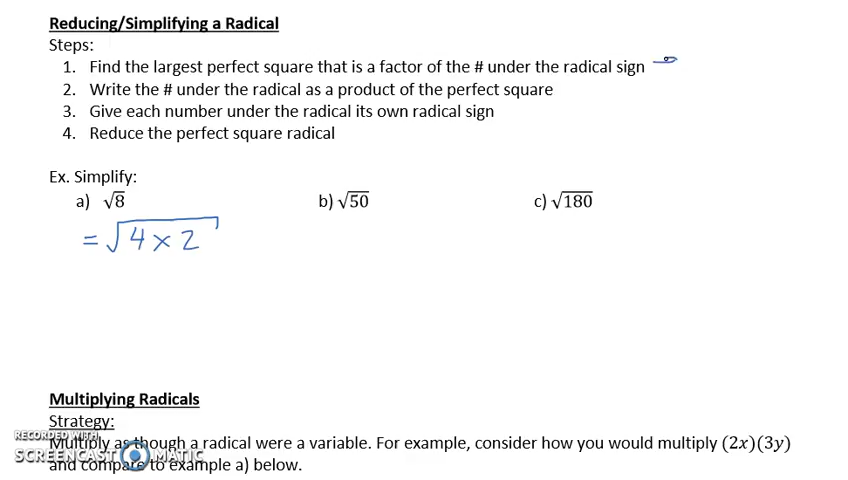 Reducing/Simplifying a Radical
Steps:
1. Find the largest perfect square that is a factor of the # under the radical sign
2. Write the # under the radical as a product of the perfect square
3. Give each number under the radical its own radical sign
4. Reduce the perfect square radical
Ex. Simplify:
a) √8 b) √50 c) √180
= √4 × 2
Multiplying Radicals
Strategy:
Multiply as though a radical were a variable. For example, consider how you would multiply (2x)(3y)
and compare to example a) below.
RECORDED WITH
SCREENCAST MATIC